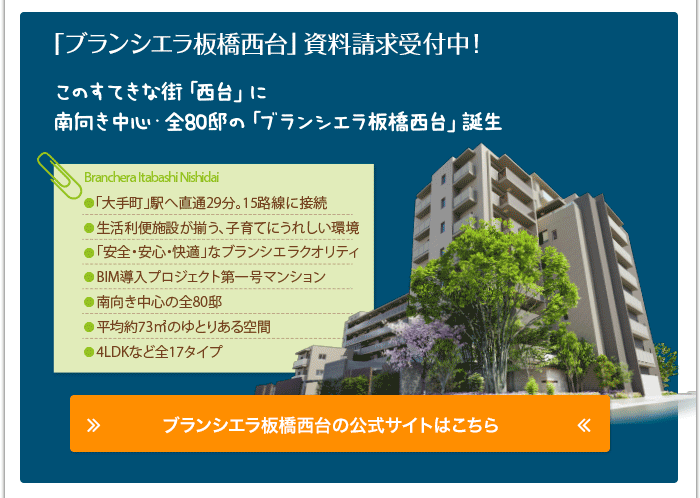 「ブランシエラ板橋西台」資料請求受付中！
このすてきな街「西台」に
南向き中心・全80邸の「ブランシエラ板橋西台」誕生
Branchera Itabashi Nishidai
●「大手町」駅へ直通29分。15路線に接続
●生活利便施設が揃う、子育てにうれしい環境
●「安全・安心・快適」なブランシエラクオリティ
●BIM導入プロジェクト第一号マンション
●南向き中心の全80邸
●平均約73㎡のゆとりある空間
●4LDKなど全17タイプ
» ブランシエラ板橋西台の公式サイトはこちら «